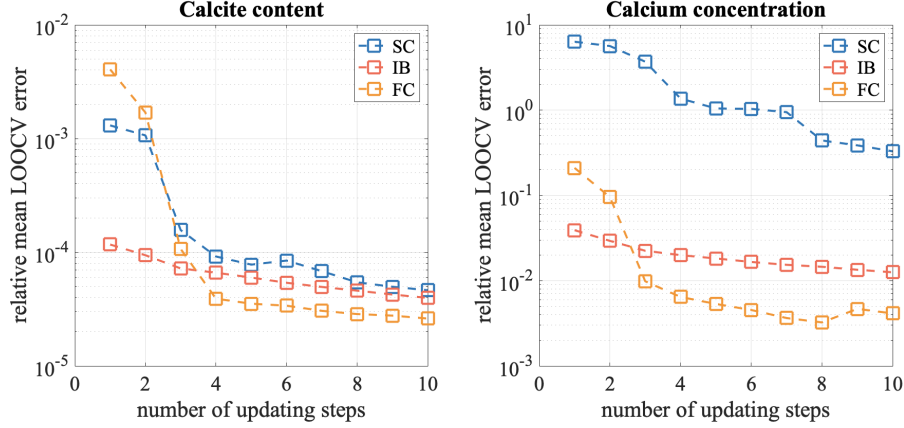 Calcite content
relative mean LOOCV error
10^-2
10^-3
10^-4
10^-5
SC
IB
FC
0 2 4 6 8 10
number of updating steps
Calcium concentration
relative mean LOOCV error
10^1
10^0
10^-1
10^-2
10^-3
SC
IB
FC
0 2 4 6 8 10
number of updating steps